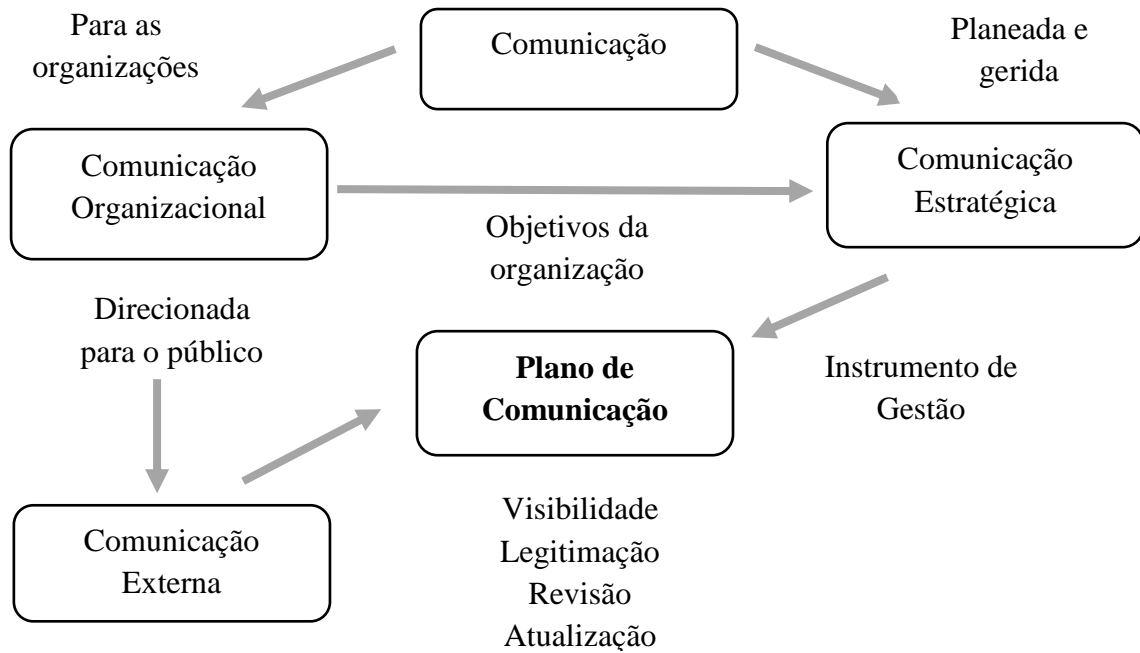 Para as
organizações
Comunicação
Planeada e
gerida
Comunicação
Organizacional
Comunicação
Estratégica
Objetivos da
organização
Direcionada
para o público
Plano de
Comunicação
Instrumento de
Gestão
Comunicação
Externa
Visibilidade
Legitimação
Revisão
Atualização